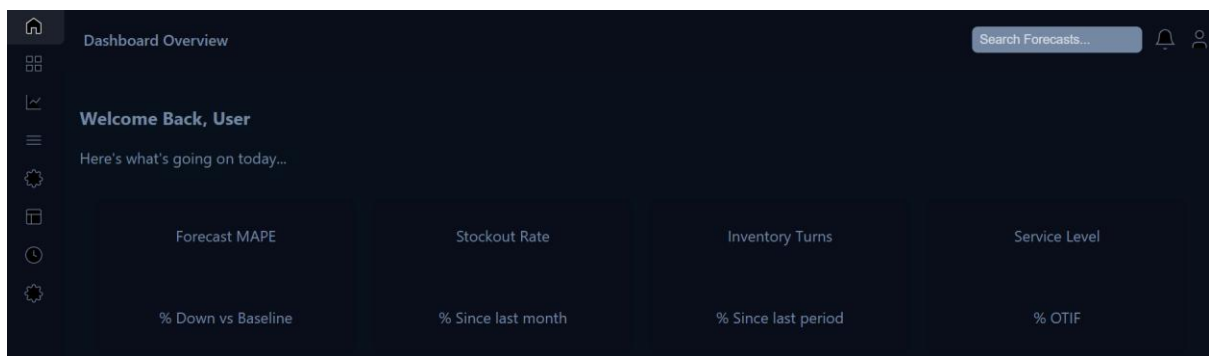 Dashboard Overview
Search Forecasts...
Welcome Back, User
Here's what's going on today...
Forecast MAPE
Stockout Rate
Inventory Turns
Service Level
% Down vs Baseline
% Since last month
% Since last period
% OTIF